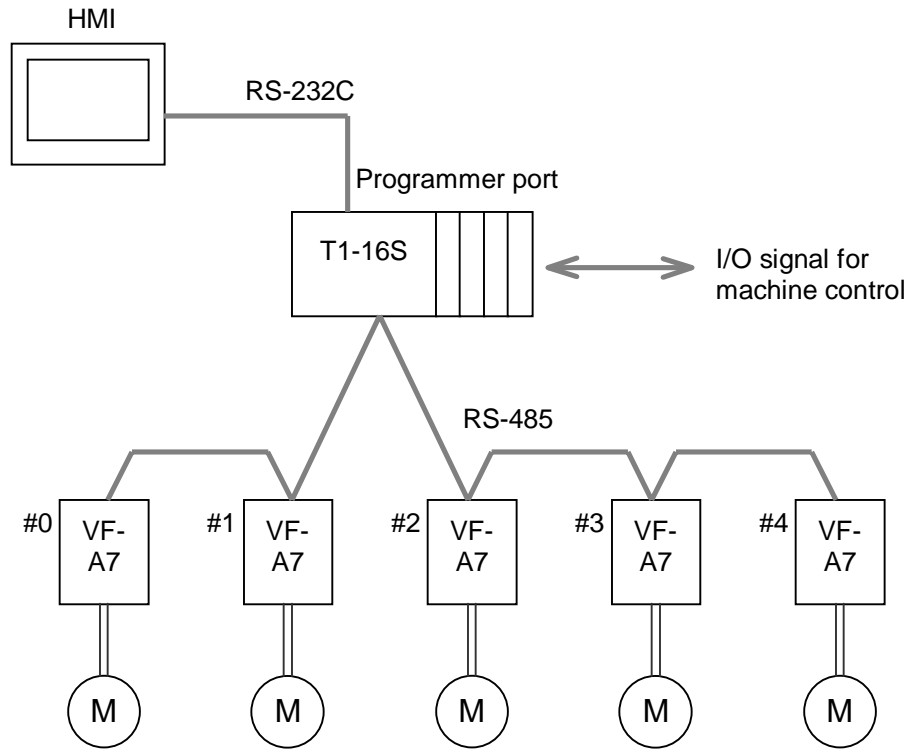 HMI
RS-232C
Programmer port
T1-16S
I/O signal for
machine control
RS-485
#0
VF-
A7
#1
VF-
A7
#2
VF-
A7
#3
VF-
A7
#4
VF-
A7
M
M
M
M
M